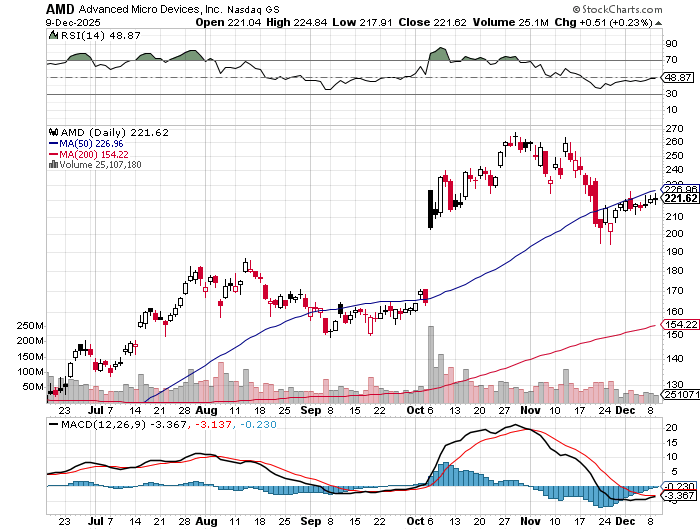 AMD Advanced Micro Devices, Inc. Nasdaq GS
© StockCharts.com
9-Dec-2025
Open 221.04 High 224.84 Low 217.91 Close 221.62 Volume 25.1M Chg +0.51 (+0.23%)
RSI(14) 48.87
90
70
50
48.87
30
10
AMD (Daily) 221.62
MA(50) 226.96
MA(200) 154.22
Volume 25,107,180
270
260
250
240
230
226.96
221.62
210
200
190
180
170
160
154.22
150
140
130
25107180
250M
200M
150M
100M
50M
23 Jul 7 14 21 28 Aug 11 18 25 Sep 8 15 22 Oct 6 13 20 27 Nov 10 17 24 Dec 8
MACD(12,26,9) -3.367, -3.137, -0.230
20
15
10
5
-0.230
-3.367
23 Jul 7 14 21 28 Aug 11 18 25 Sep 8 15 22 Oct 6 13 20 27 Nov 10 17 24 Dec 8